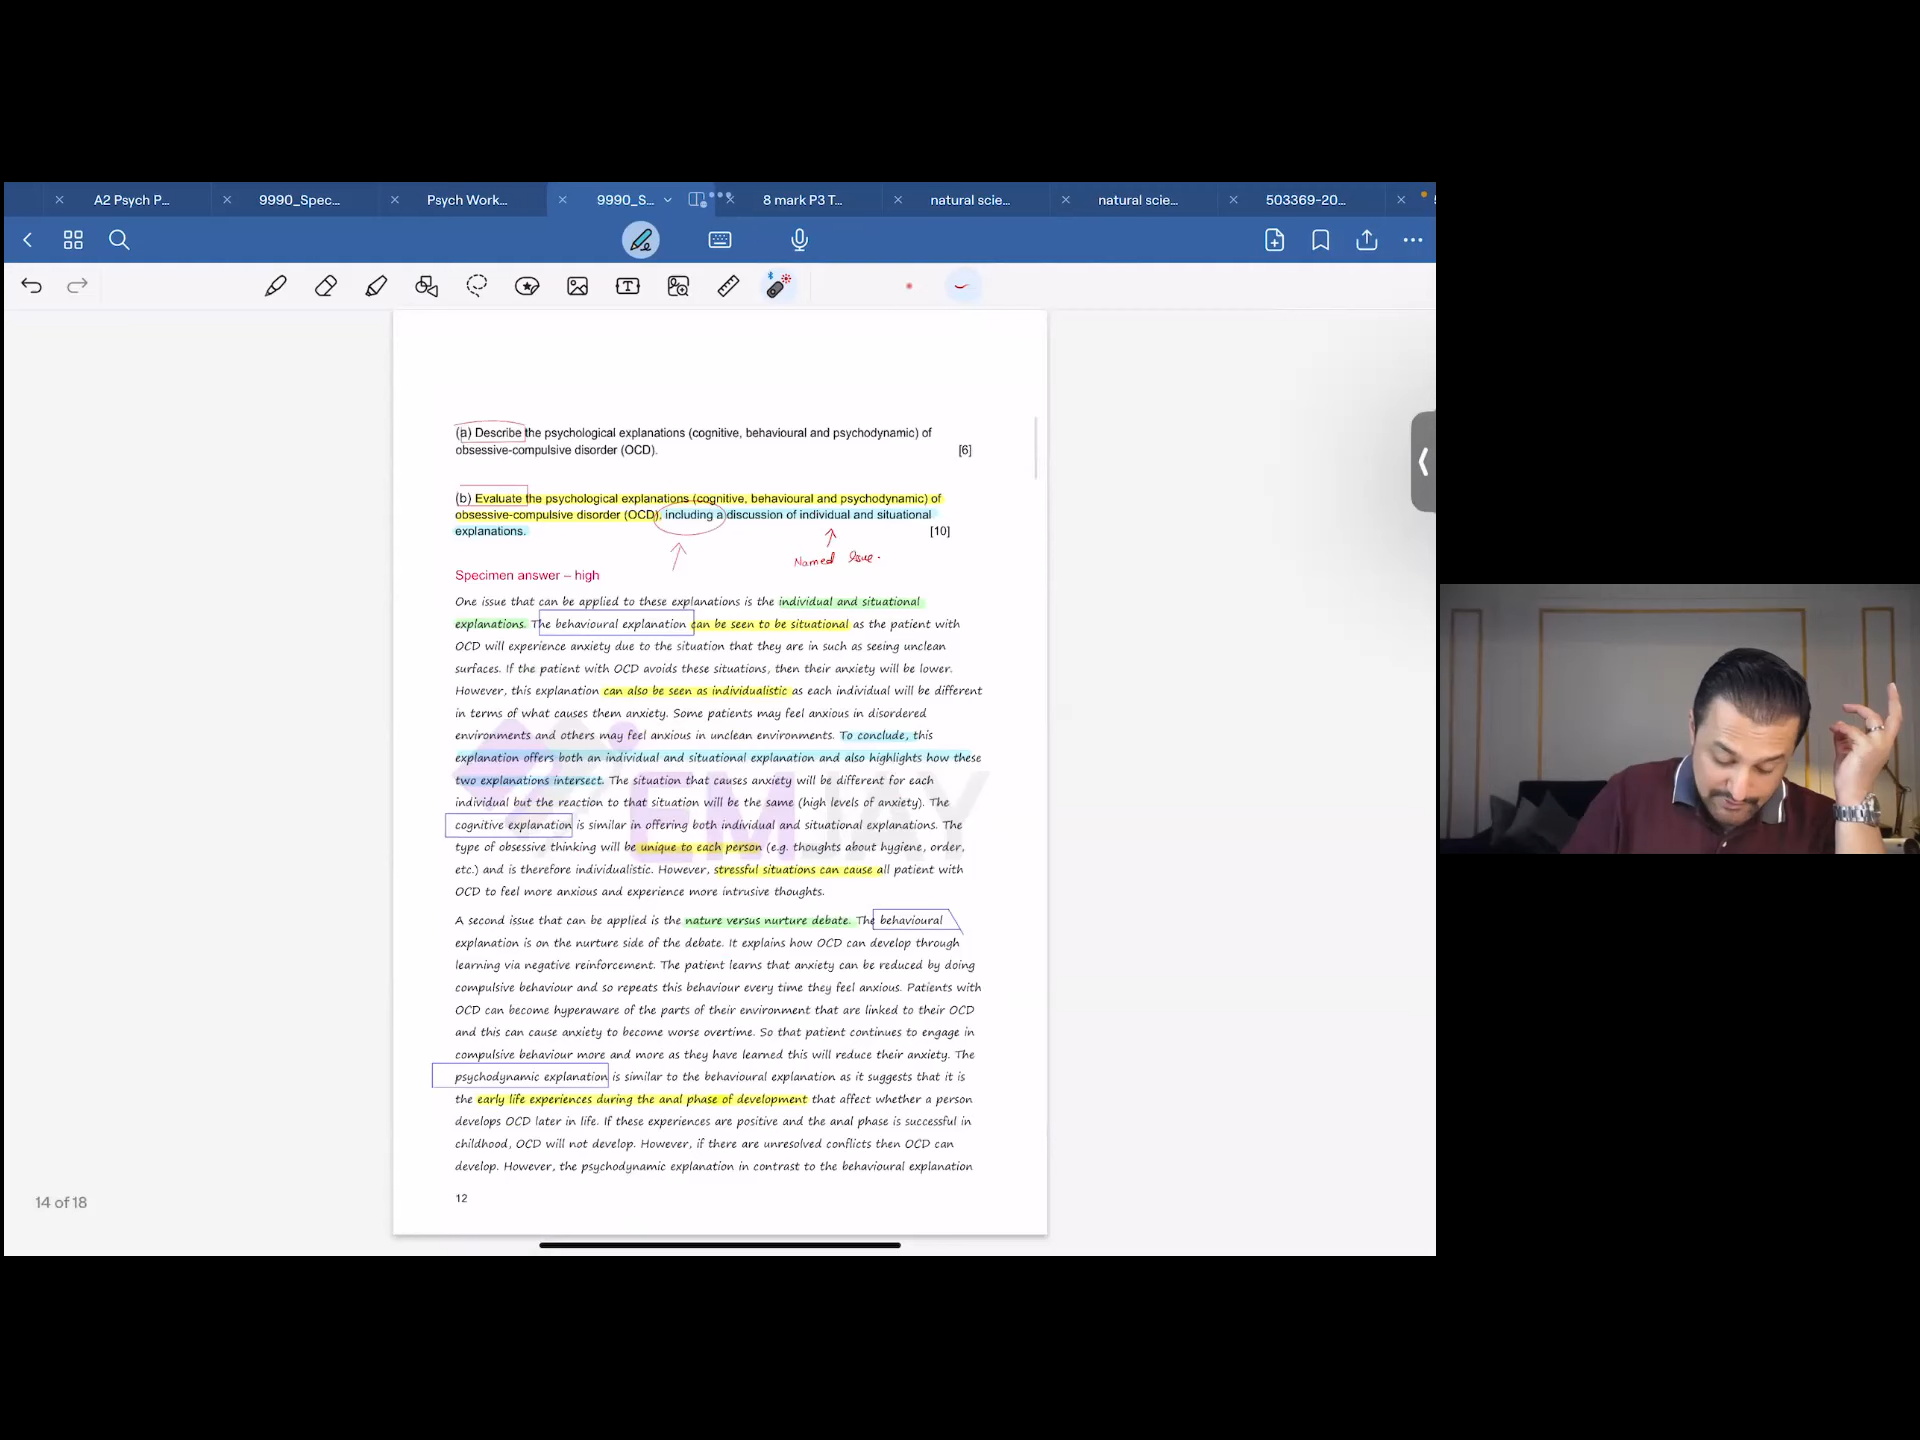 A2 Psych P...
9990_Spec...
Psych Work...
9990_S...
8 mark P3 T...
natural scie...
natural scie...
503369-20...
(a) Describe the psychological explanations (cognitive, behavioural and psychodynamic) of
obsessive-compulsive disorder (OCD). [6]
(b) Evaluate the psychological explanations (cognitive, behavioural and psychodynamic) of
obsessive-compulsive disorder (OCD), including a discussion of individual and situational
explanations. [10]
Named Issue.
Specimen answer – high
One issue that can be applied to these explanations is the individual and situational
explanations. The behavioural explanation can be seen to be situational as the patient with
OCD will experience anxiety due to the situation that they are in such as seeing unclean
surfaces. If the patient with OCD avoids these situations, then their anxiety will be lower.
However, this explanation can also be seen as individualistic as each individual will be different
in terms of what causes them anxiety. Some patients may feel anxious in disordered
environments and others may feel anxious in unclean environments. To conclude, this
explanation offers both an individual and situational explanation and also highlights how these
two explanations intersect. The situation that causes anxiety will be different for each
individual but the reaction to that situation will be the same (high levels of anxiety). The
cognitive explanation is similar in offering both individual and situational explanations. The
type of obsessive thinking will be unique to each person (e.g. thoughts about hygiene, order,
etc.) and is therefore individualistic. However, stressful situations can cause all patient with
OCD to feel more anxious and experience more intrusive thoughts.
A second issue that can be applied is the nature versus nurture debate. The behavioural
explanation is on the nurture side of the debate. It explains how OCD can develop through
learning via negative reinforcement. The patient learns that anxiety can be reduced by doing
compulsive behaviour and so repeats this behaviour every time they feel anxious. Patients with
OCD can become hyperaware of the parts of their environment that are linked to their OCD
and this can cause anxiety to become worse overtime. So that patient continues to engage in
compulsive behaviour more and more as they have learned this will reduce their anxiety. The
psychodynamic explanation is similar to the behavioural explanation as it suggests that it is
the early life experiences during the anal phase of development that affect whether a person
develops OCD later in life. If these experiences are positive and the anal phase is successful in
childhood, OCD will not develop. However, if there are unresolved conflicts then OCD can
develop. However, the psychodynamic explanation in contrast to the behavioural explanation
12
14 of 18
EMJAY